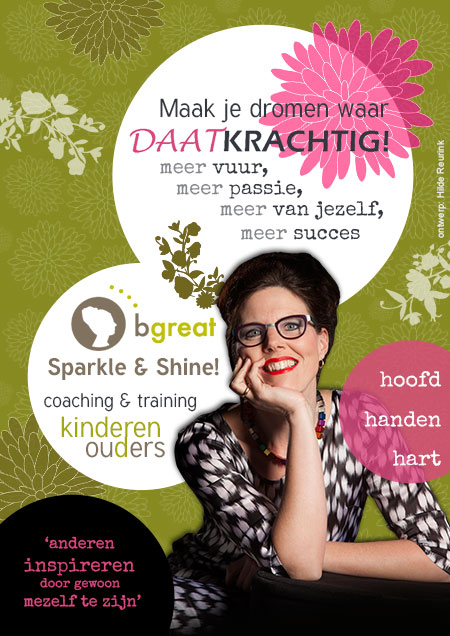 Maak je dromen waar
DAATKRACHTIG!
meer vuur,
meer passie,
meer van jezelf,
meer succes
ontwerp: Hilde Reurink
bgreat
Sparkle & Shine!
coaching & training
kinderen
ouders
hoofd
handen
hart
‘anderen
inspireren
door gewoon
mezelf te zijn’